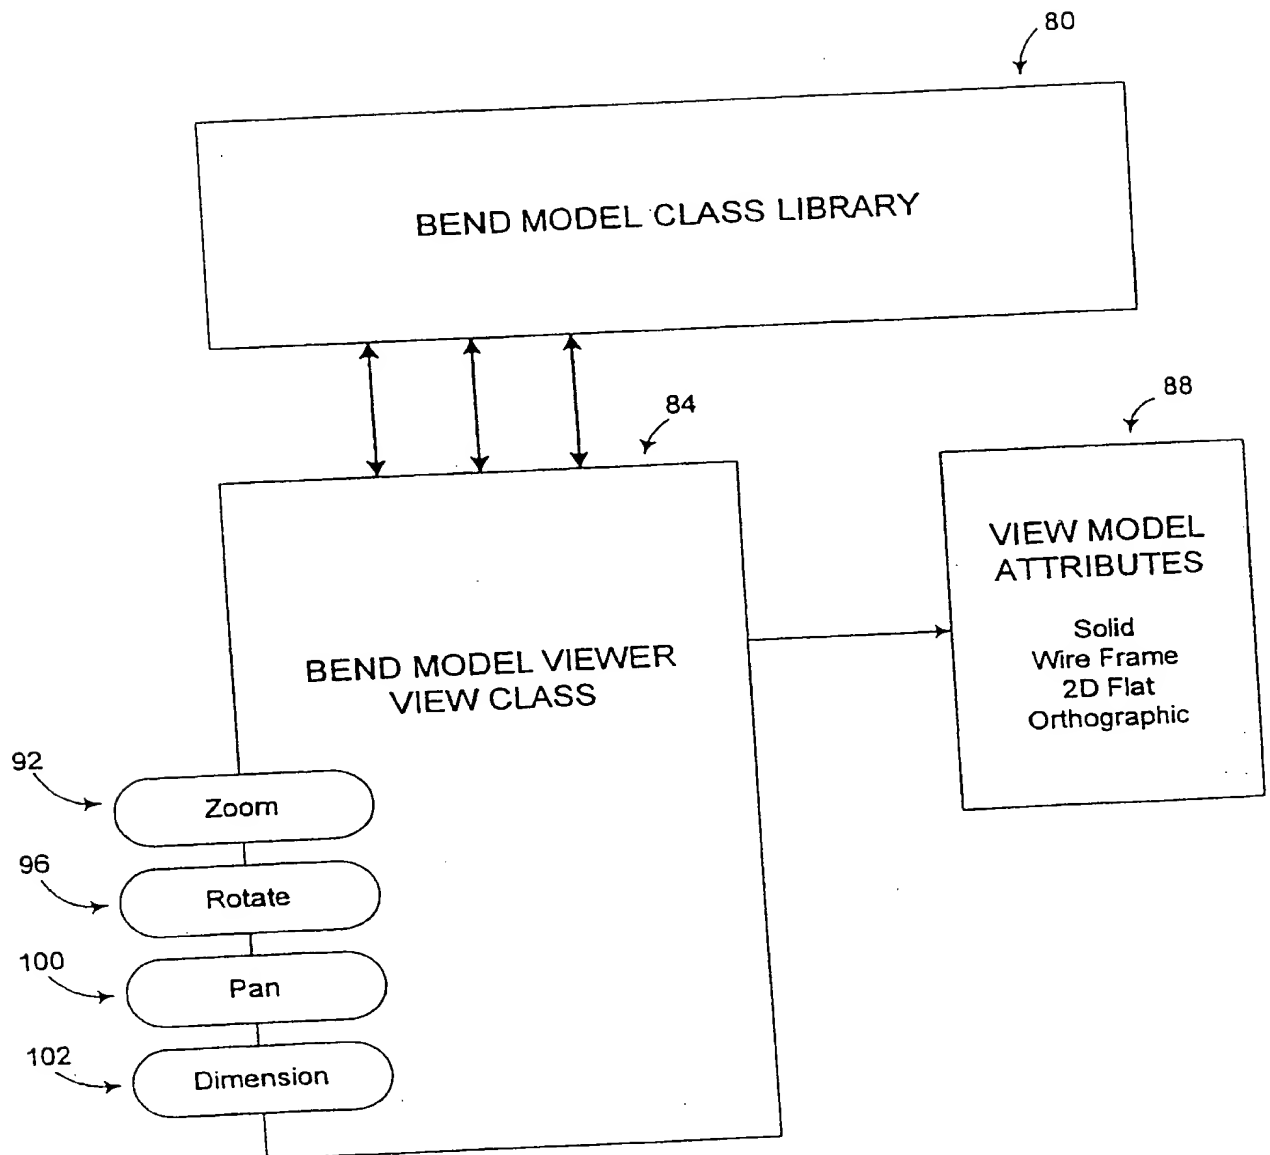 80
BEND MODEL CLASS LIBRARY
84
88
VIEW MODEL
ATTRIBUTES
Solid
Wire Frame
2D Flat
Orthographic
BEND MODEL VIEWER
VIEW CLASS
92
Zoom
96
Rotate
100
Pan
102
Dimension